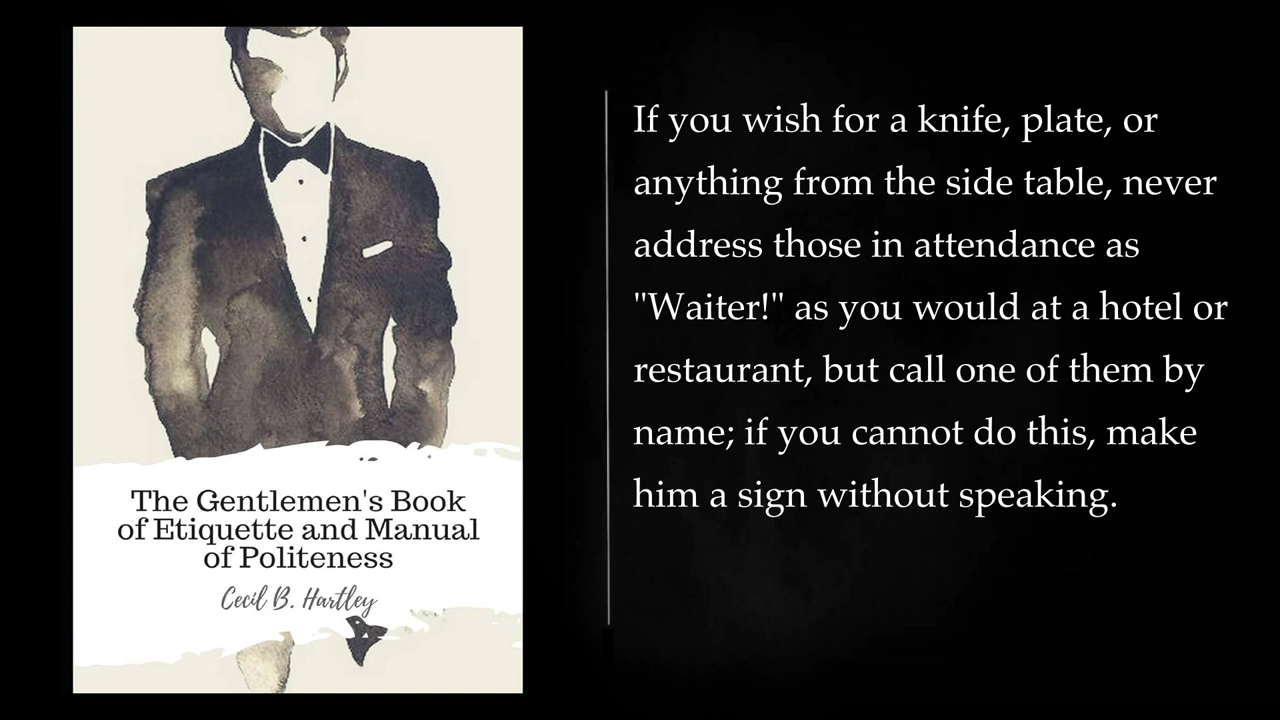 The Gentlemen's Book
of Etiquette and Manual
of Politeness
Cecil B. Hartley
If you wish for a knife, plate, or
anything from the side table, never
address those in attendance as
"Waiter!" as you would at a hotel or
restaurant, but call one of them by
name; if you cannot do this, make
him a sign without speaking.